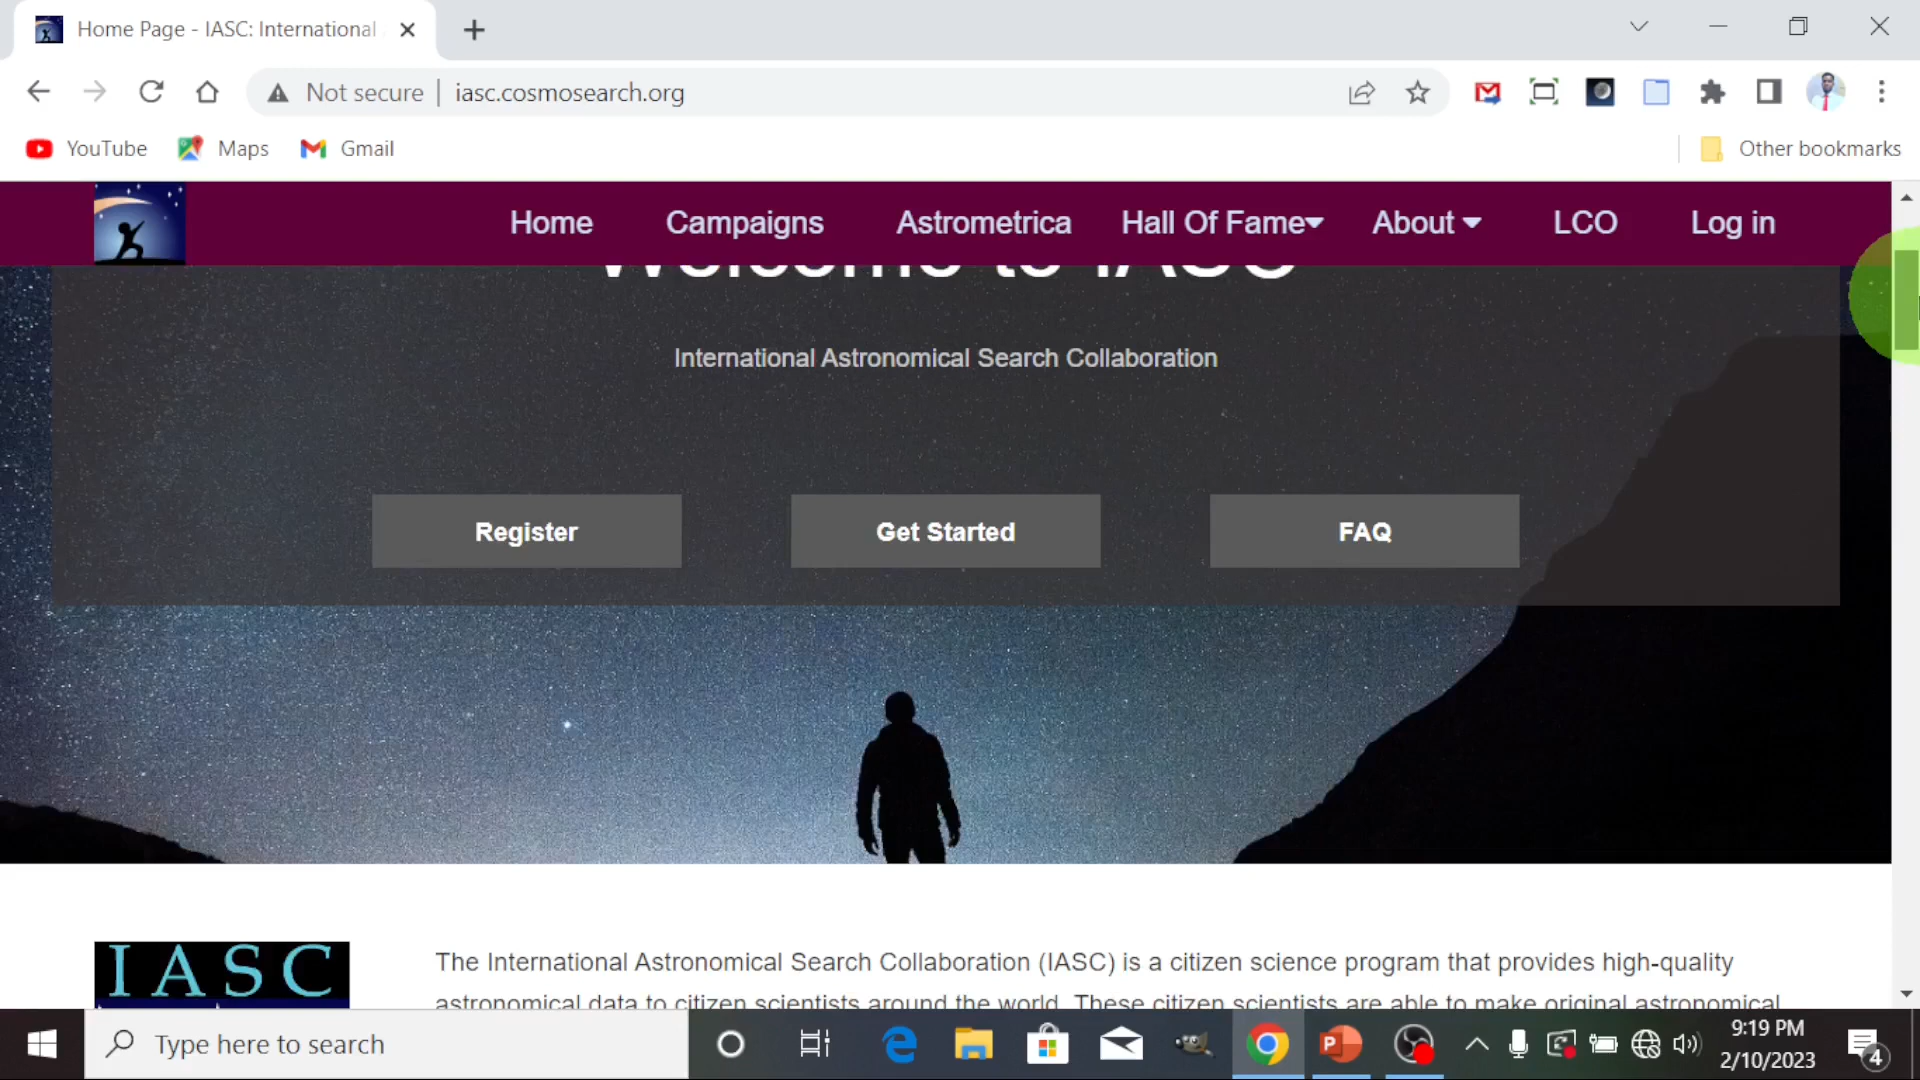 Home Page - IASC: International
Not secure iasc.cosmosearch.org
YouTube Maps Gmail Other bookmarks
Home Campaigns Astrometrica Hall Of Fame About LCO Log in
Welcome to IASC
International Astronomical Search Collaboration
Register Get Started FAQ
IASC
The International Astronomical Search Collaboration (IASC) is a citizen science program that provides high-quality
astronomical data to citizen scientists around the world. These citizen scientists are able to make original astronomical
Type here to search
9:19 PM
2/10/2023
4